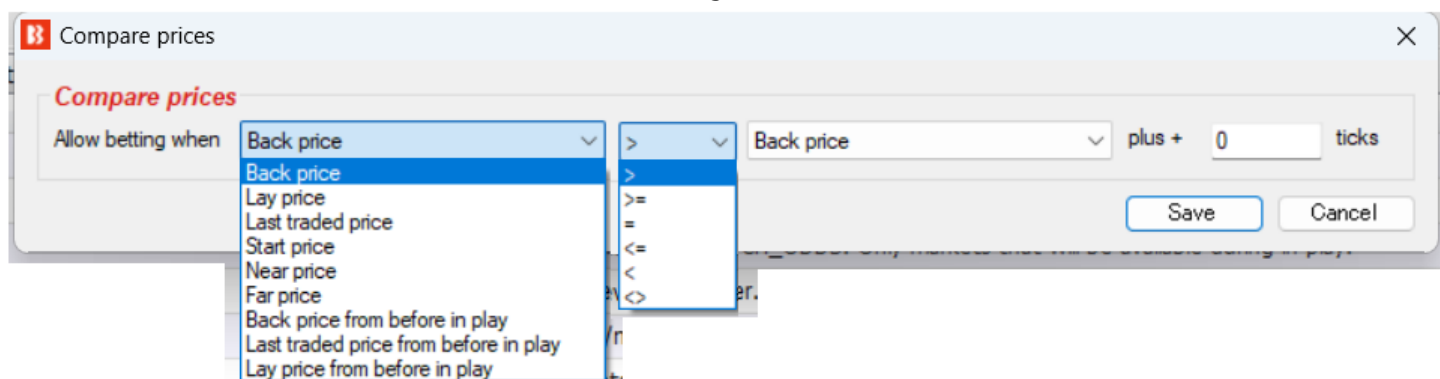 Compare prices
Compare prices
Allow betting when Back price > Back price plus + 0 ticks
Back price
Lay price
Last traded price
Start price
Near price
Far price
Back price from before in play
Last traded price from before in play
Lay price from before in play
>
>=
=
<=
<
<>
Save Cancel
er.